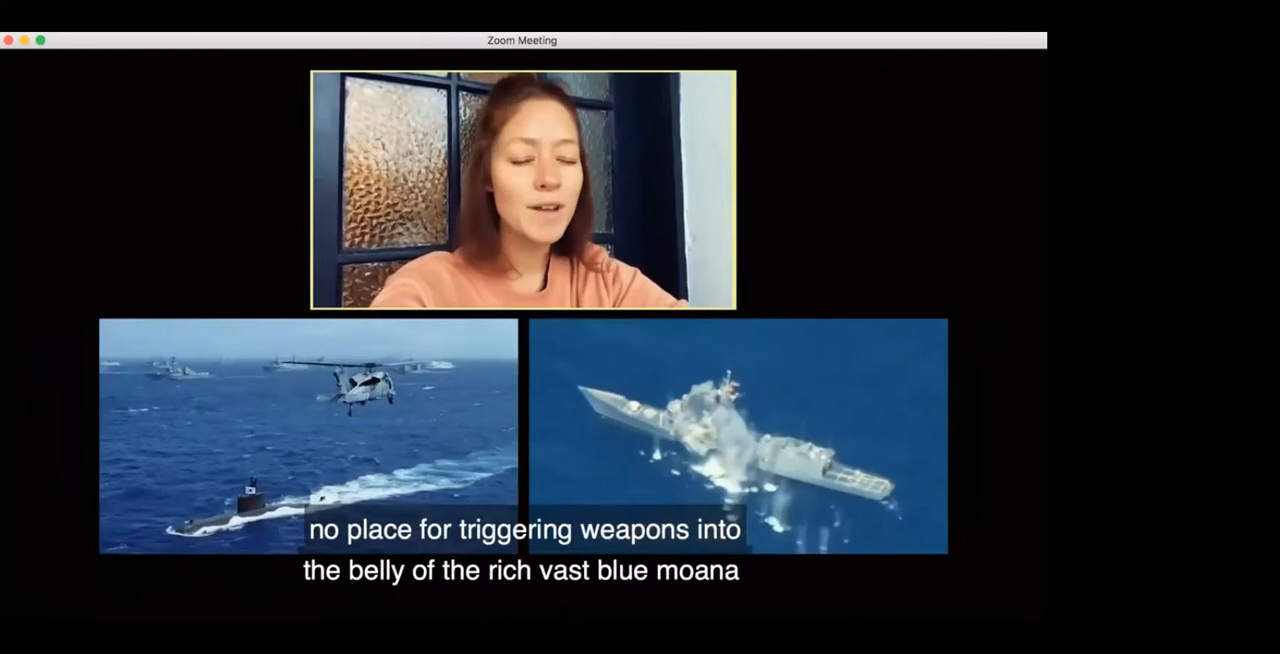 Zoom Meeting
no place for triggering weapons into
the belly of the rich vast blue moana